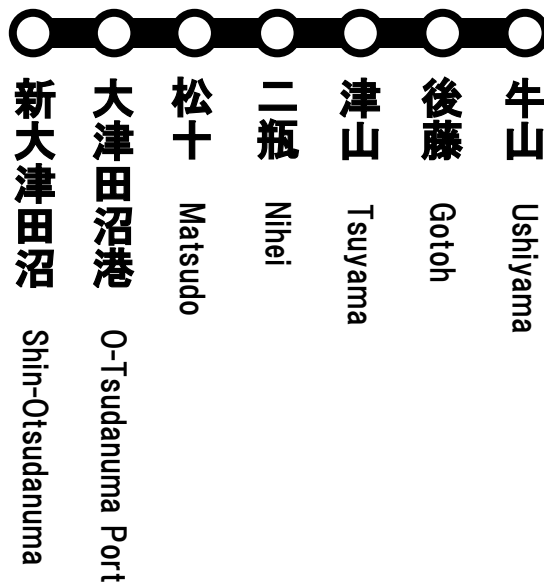 新大津田沼
Shin-Otsudanuma
大津田沼港
O-Tsudanuma Port
松十
Matsudo
二瓶
Nihei
津山
Tsuyama
後藤
Gotoh
牛山
Ushiyama